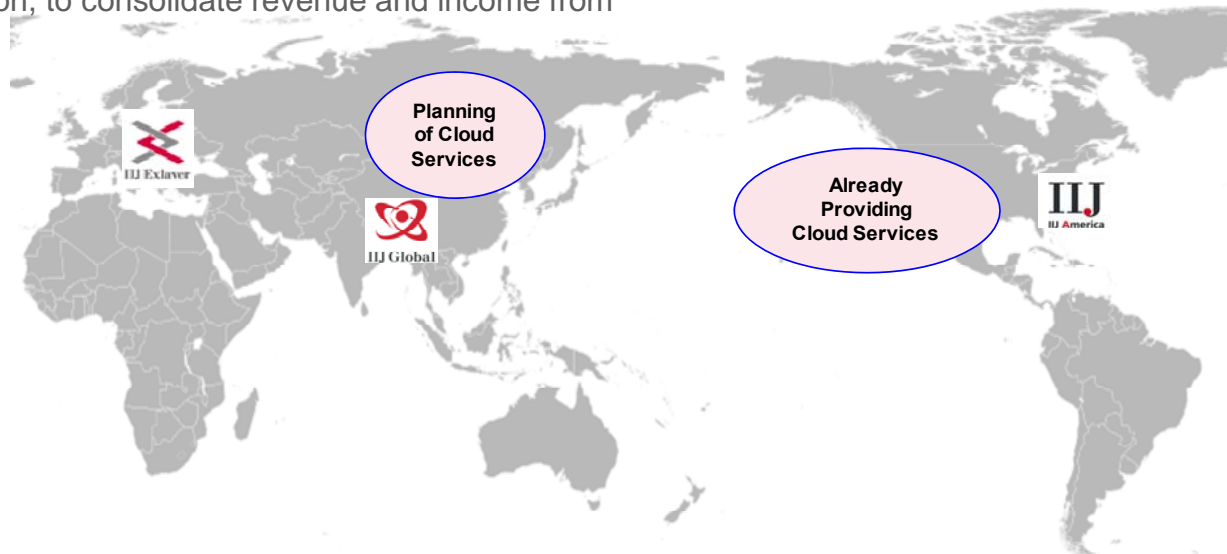 on, to consolidate revenue and income from
Planning
of Cloud
Services
IIJ Exlayer
IIJ Global
Already
Providing
Cloud Services
IIJ
IIJ America